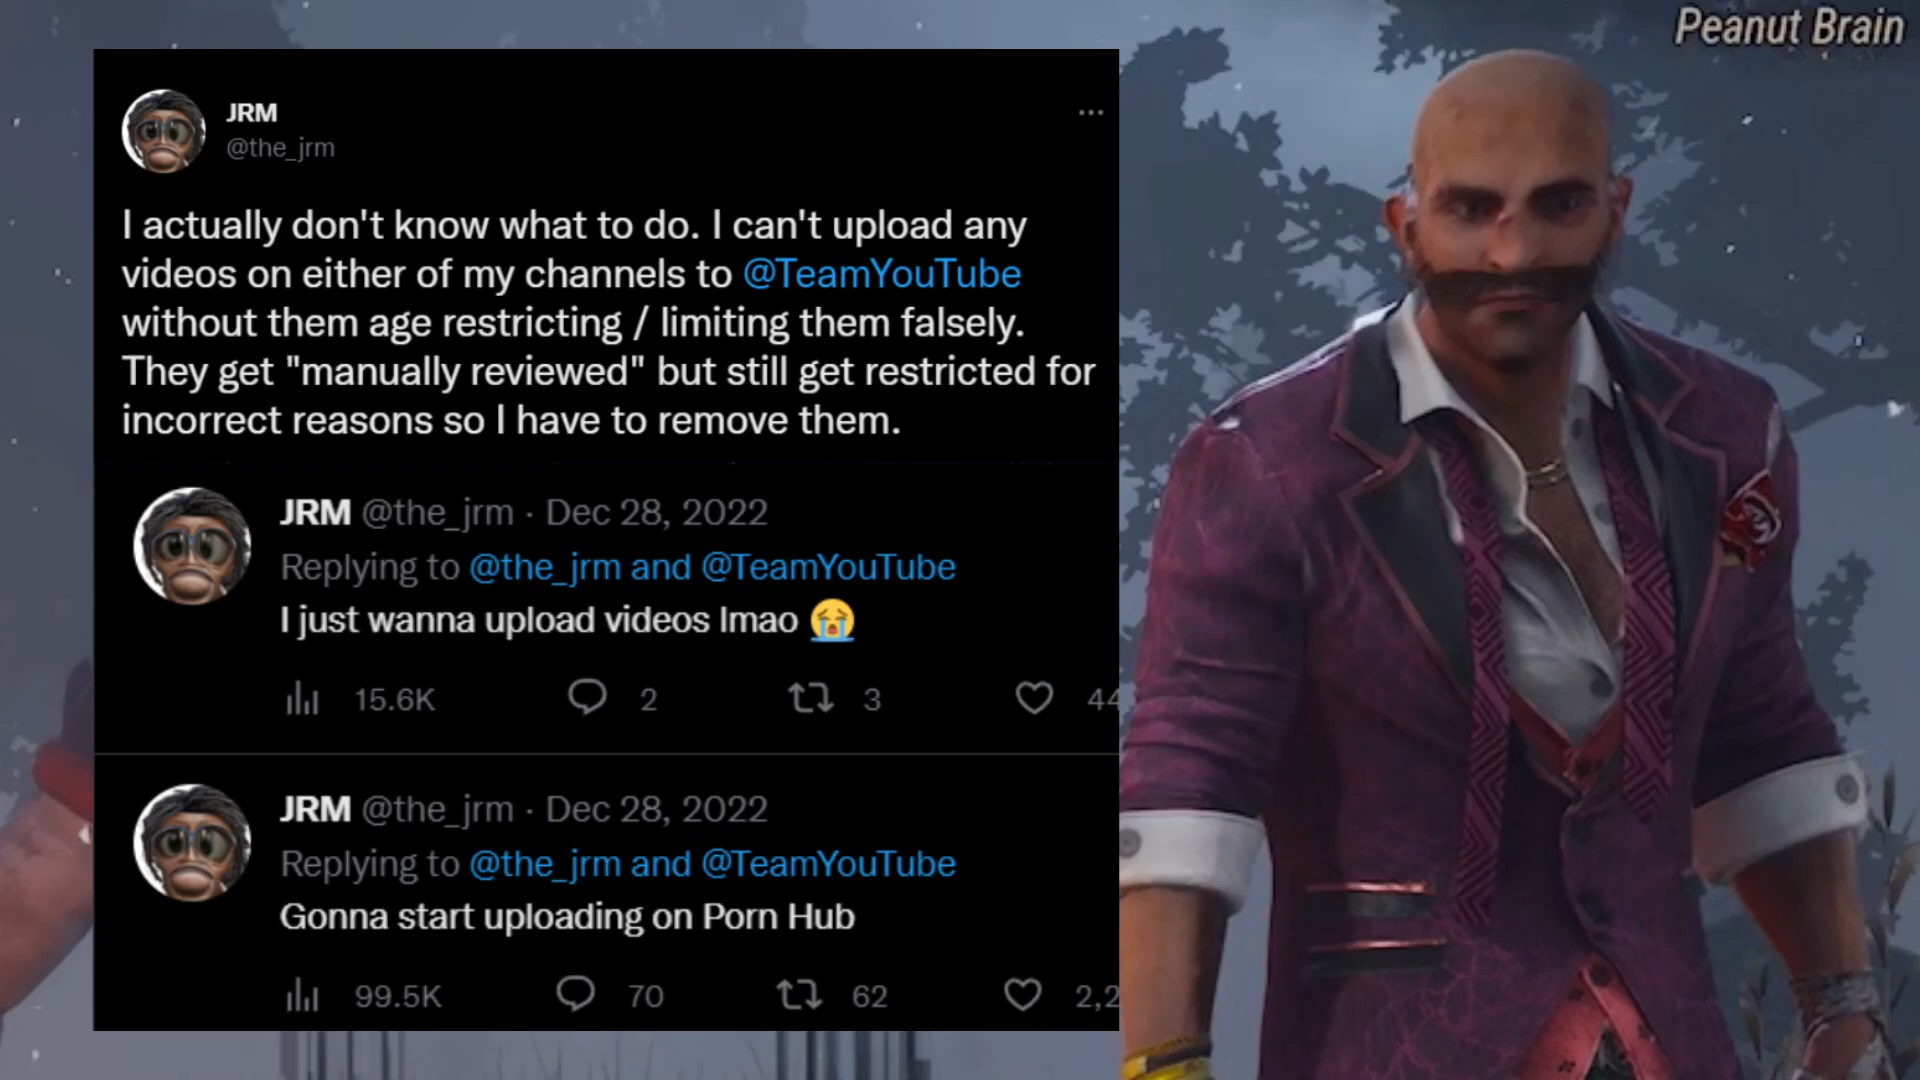 Peanut Brain
JRM
@the_jrm
I actually don't know what to do. I can't upload any
videos on either of my channels to @TeamYouTube
without them age restricting / limiting them falsely.
They get "manually reviewed" but still get restricted for
incorrect reasons so I have to remove them.
JRM @the_jrm · Dec 28, 2022
Replying to @the_jrm and @TeamYouTube
I just wanna upload videos lmao 😭
15.6K 2 3 44
JRM @the_jrm · Dec 28, 2022
Replying to @the_jrm and @TeamYouTube
Gonna start uploading on Porn Hub
99.5K 70 62 2,2